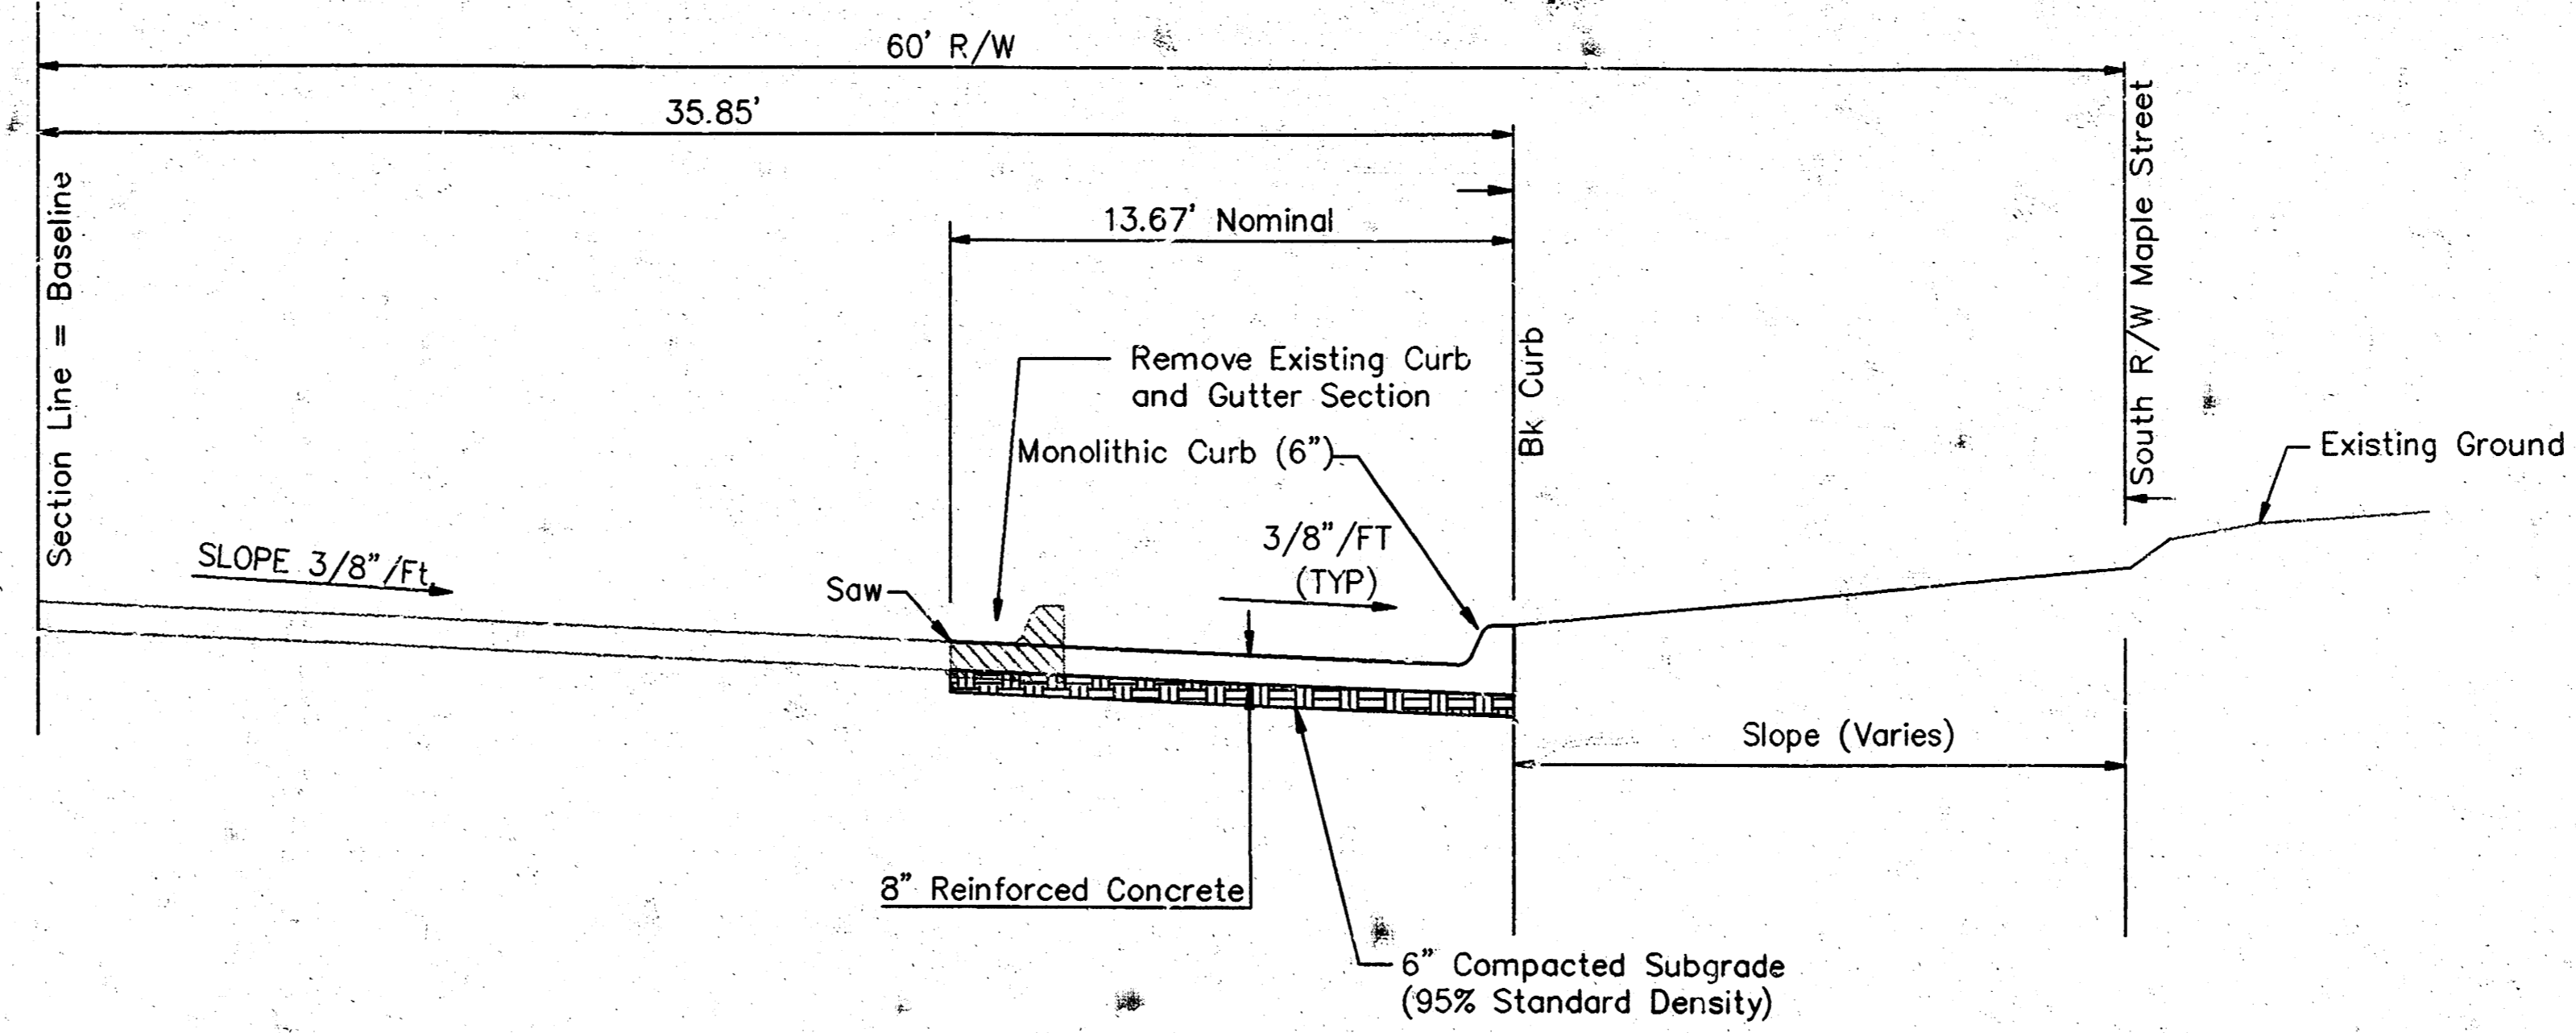 60' R/W
35.85'
13.67' Nominal
Section Line = Baseline
South R/W Maple Street
Bk Curb
Remove Existing Curb
and Gutter Section
Monolithic Curb (6")
Existing Ground
3/8"/FT
(TYP)
SLOPE 3/8"/Ft.
Saw
Slope (Varies)
8" Reinforced Concrete
6" Compacted Subgrade
(95% Standard Density)